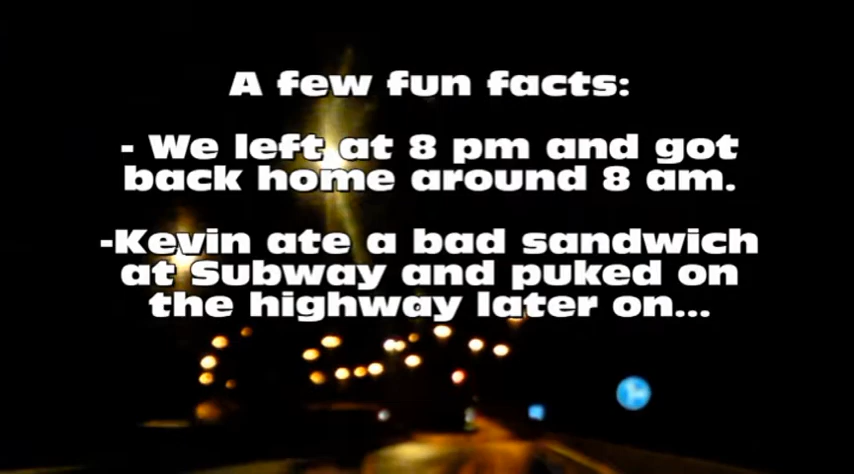 A few fun facts:
- We left at 8 pm and got
back home around 8 am.
-Kevin ate a bad sandwich
at Subway and puked on
the highway later on...